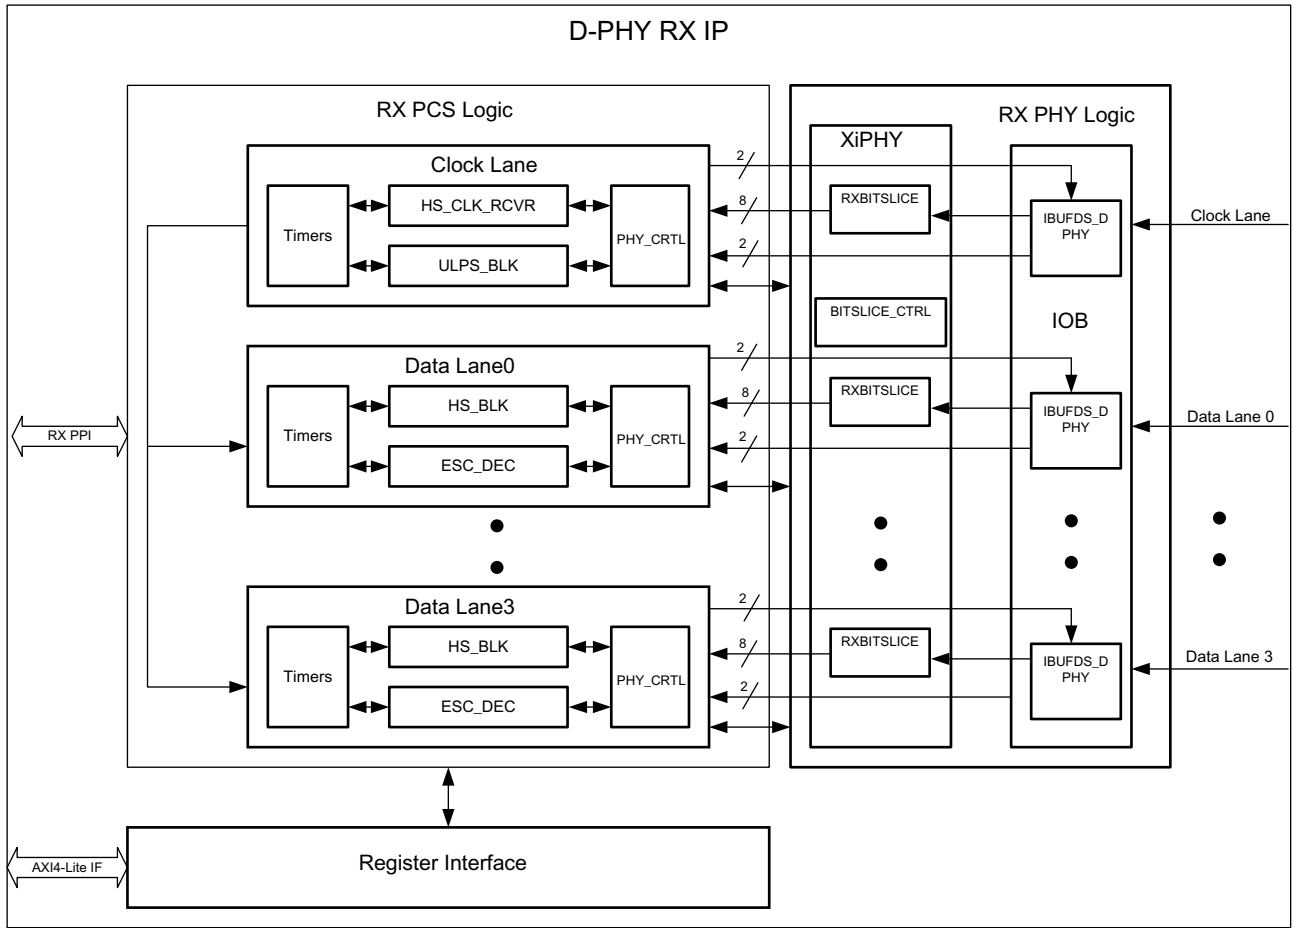 D-PHY RX IP
RX PCS Logic
RX PHY Logic
XiPHY
Clock Lane
Timers
HS_CLK_RCVR
ULPS_BLK
PHY_CRTL
2
8
2
RXBITSLICE
IBUFDS_D
PHY
Clock Lane
BITSLICE_CTRL
IOB
Data Lane0
Timers
HS_BLK
ESC_DEC
PHY_CRTL
2
8
2
RXBITSLICE
IBUFDS_D
PHY
Data Lane 0
RX PPI
Data Lane3
Timers
HS_BLK
ESC_DEC
PHY_CRTL
2
8
2
RXBITSLICE
IBUFDS_D
PHY
Data Lane 3
Register Interface
AXI4-Lite IF